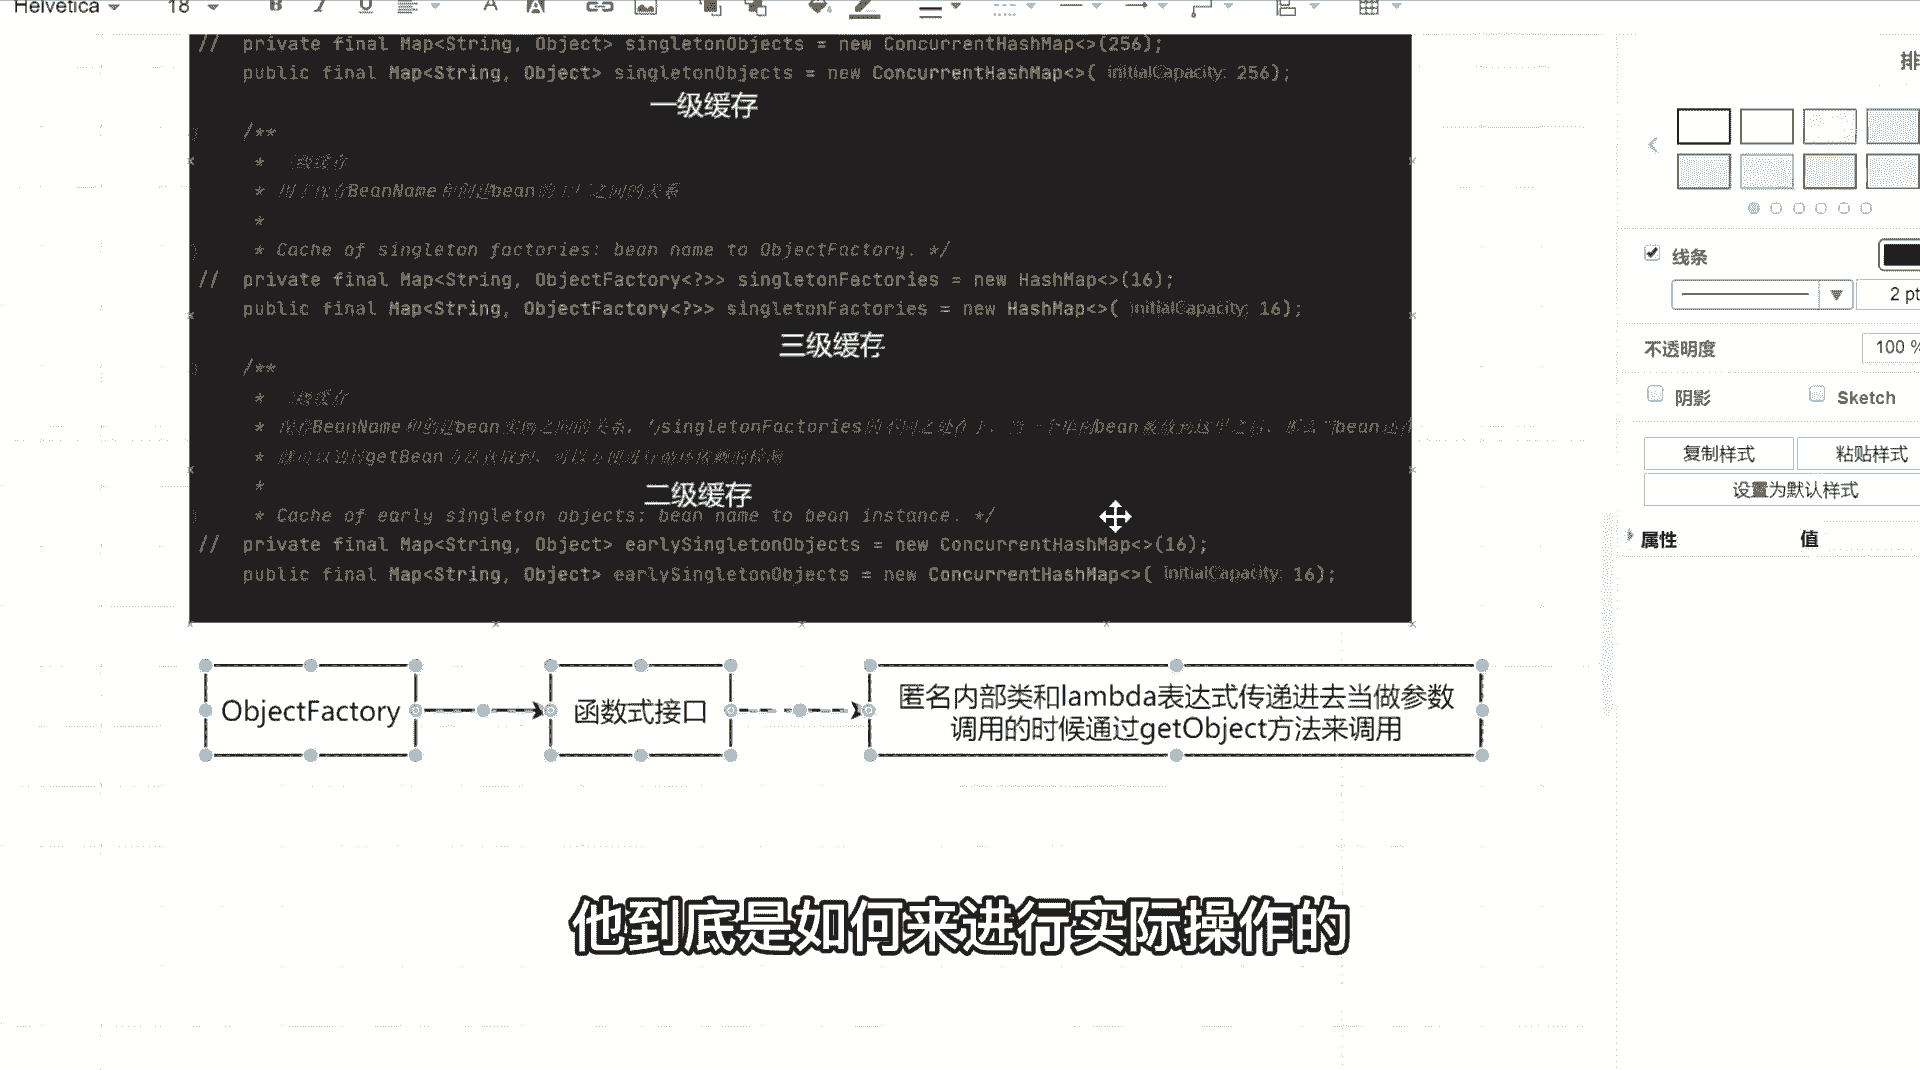 Helvetica
18
//  private final Map<String, Object> singletonObjects = new ConcurrentHashMap<>(256);
public final Map<String, Object> singletonObjects = new ConcurrentHashMap<>( initialCapacity: 256);
一级缓存
/**
*  级缓存
* 用于保存BeanName和创建bean的工厂之间的关系
*
* Cache of singleton factories: bean name to ObjectFactory. */
//  private final Map<String, ObjectFactory<?>> singletonFactories = new HashMap<>(16);
public final Map<String, ObjectFactory<?>> singletonFactories = new HashMap<>( initialCapacity: 16);
三级缓存
/**
*  级缓存
* 保存BeanName和创建bean实例之间的关系，与singletonFactories的不同之处在于，当一个单例bean被放到这里之后，那么当bean还在
* 就可以通过getBean方法获取到，可以方便进行循环依赖的检测
*
二级缓存
* Cache of early singleton objects: bean name to bean instance. */
//  private final Map<String, Object> earlySingletonObjects = new ConcurrentHashMap<>(16);
public final Map<String, Object> earlySingletonObjects = new ConcurrentHashMap<>( initialCapacity: 16);
ObjectFactory
函数式接口
匿名内部类和lambda表达式传递进去当做参数
调用的时候通过getObject方法来调用
他到底是如何来进行实际操作的
排
线条
2 pt
不透明度
100 %
阴影
Sketch
复制样式
粘贴样式
设置为默认样式
属性
值